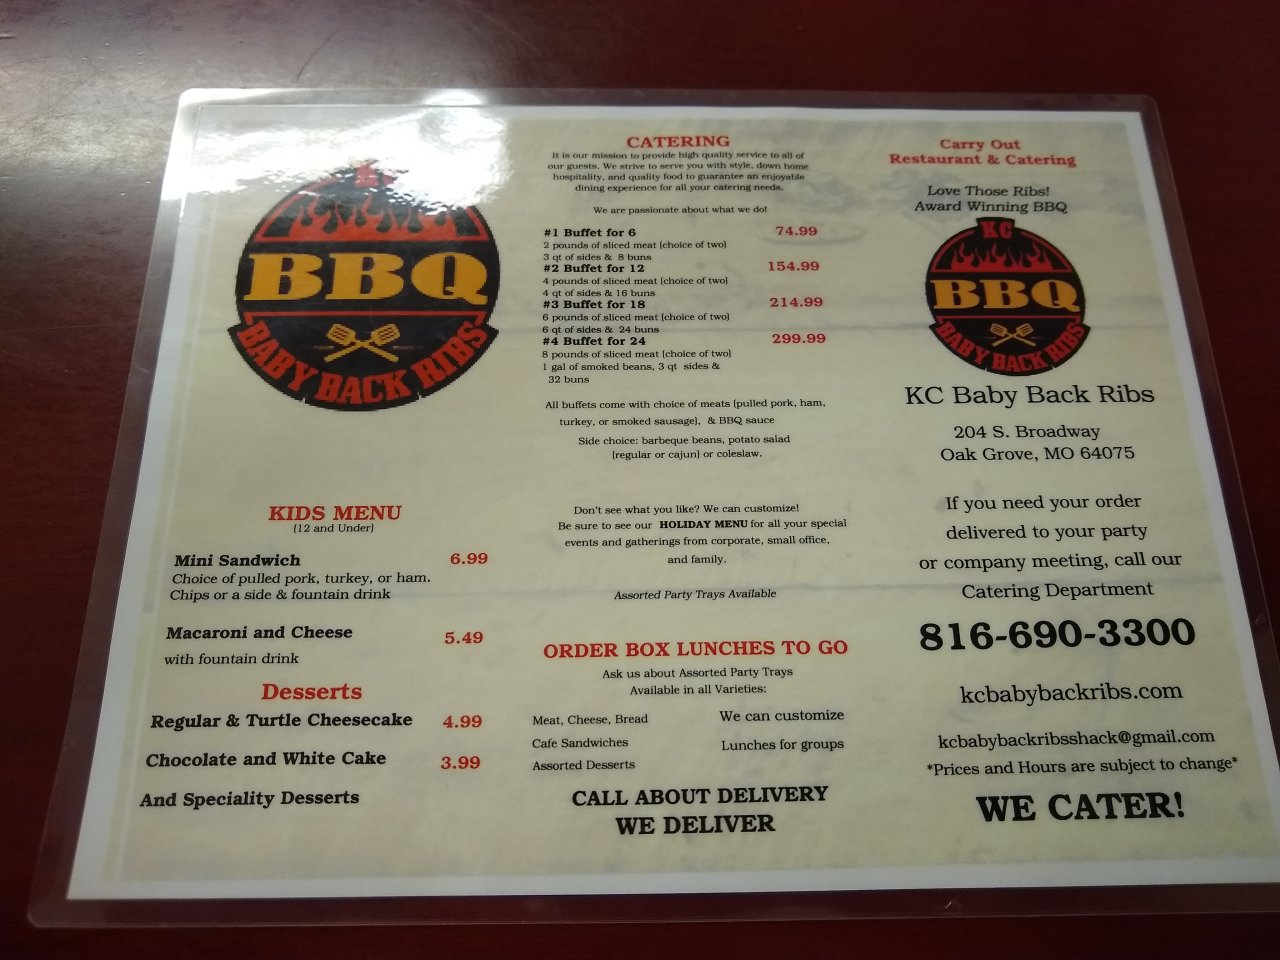 KC
BBQ
BABY BACK RIBS
KIDS MENU
(12 and Under)
Mini Sandwich 6.99
Choice of pulled pork, turkey, or ham.
Chips or a side & fountain drink
Macaroni and Cheese 5.49
with fountain drink
Desserts
Regular & Turtle Cheesecake 4.99
Chocolate and White Cake 3.99
And Speciality Desserts
CATERING
It is our mission to provide high quality service to all of
our guests. We strive to serve you with style, down home
hospitality, and quality food to guarantee an enjoyable
dining experience for all your catering needs.
We are passionate about what we do!
#1 Buffet for 6 74.99
2 pounds of sliced meat (choice of two)
3 qt of sides & 8 buns
#2 Buffet for 12 154.99
4 pounds of sliced meat (choice of two)
4 qt of sides & 16 buns
#3 Buffet for 18 214.99
6 pounds of sliced meat (choice of two)
6 qt of sides & 24 buns
#4 Buffet for 24 299.99
8 pounds of sliced meat (choice of two)
1 gal of smoked beans, 3 qt sides &
32 buns
All buffets come with choice of meats (pulled pork, ham,
turkey, or smoked sausage), & BBQ sauce
Side choice: barbeque beans, potato salad
(regular or cajun) or coleslaw.
Don't see what you like? We can customize!
Be sure to see our HOLIDAY MENU for all your special
events and gatherings from corporate, small office,
and family.
Assorted Party Trays Available
ORDER BOX LUNCHES TO GO
Ask us about Assorted Party Trays
Available in all Varieties:
Meat, Cheese, Bread We can customize
Cafe Sandwiches Lunches for groups
Assorted Desserts
CALL ABOUT DELIVERY
WE DELIVER
Carry Out
Restaurant & Catering
Love Those Ribs!
Award Winning BBQ
KC
BBQ
BABY BACK RIBS
KC Baby Back Ribs
204 S. Broadway
Oak Grove, MO 64075
If you need your order
delivered to your party
or company meeting, call our
Catering Department
816-690-3300
kcbabybackribs.com
kcbabybackribsshack@gmail.com
*Prices and Hours are subject to change*
WE CATER!